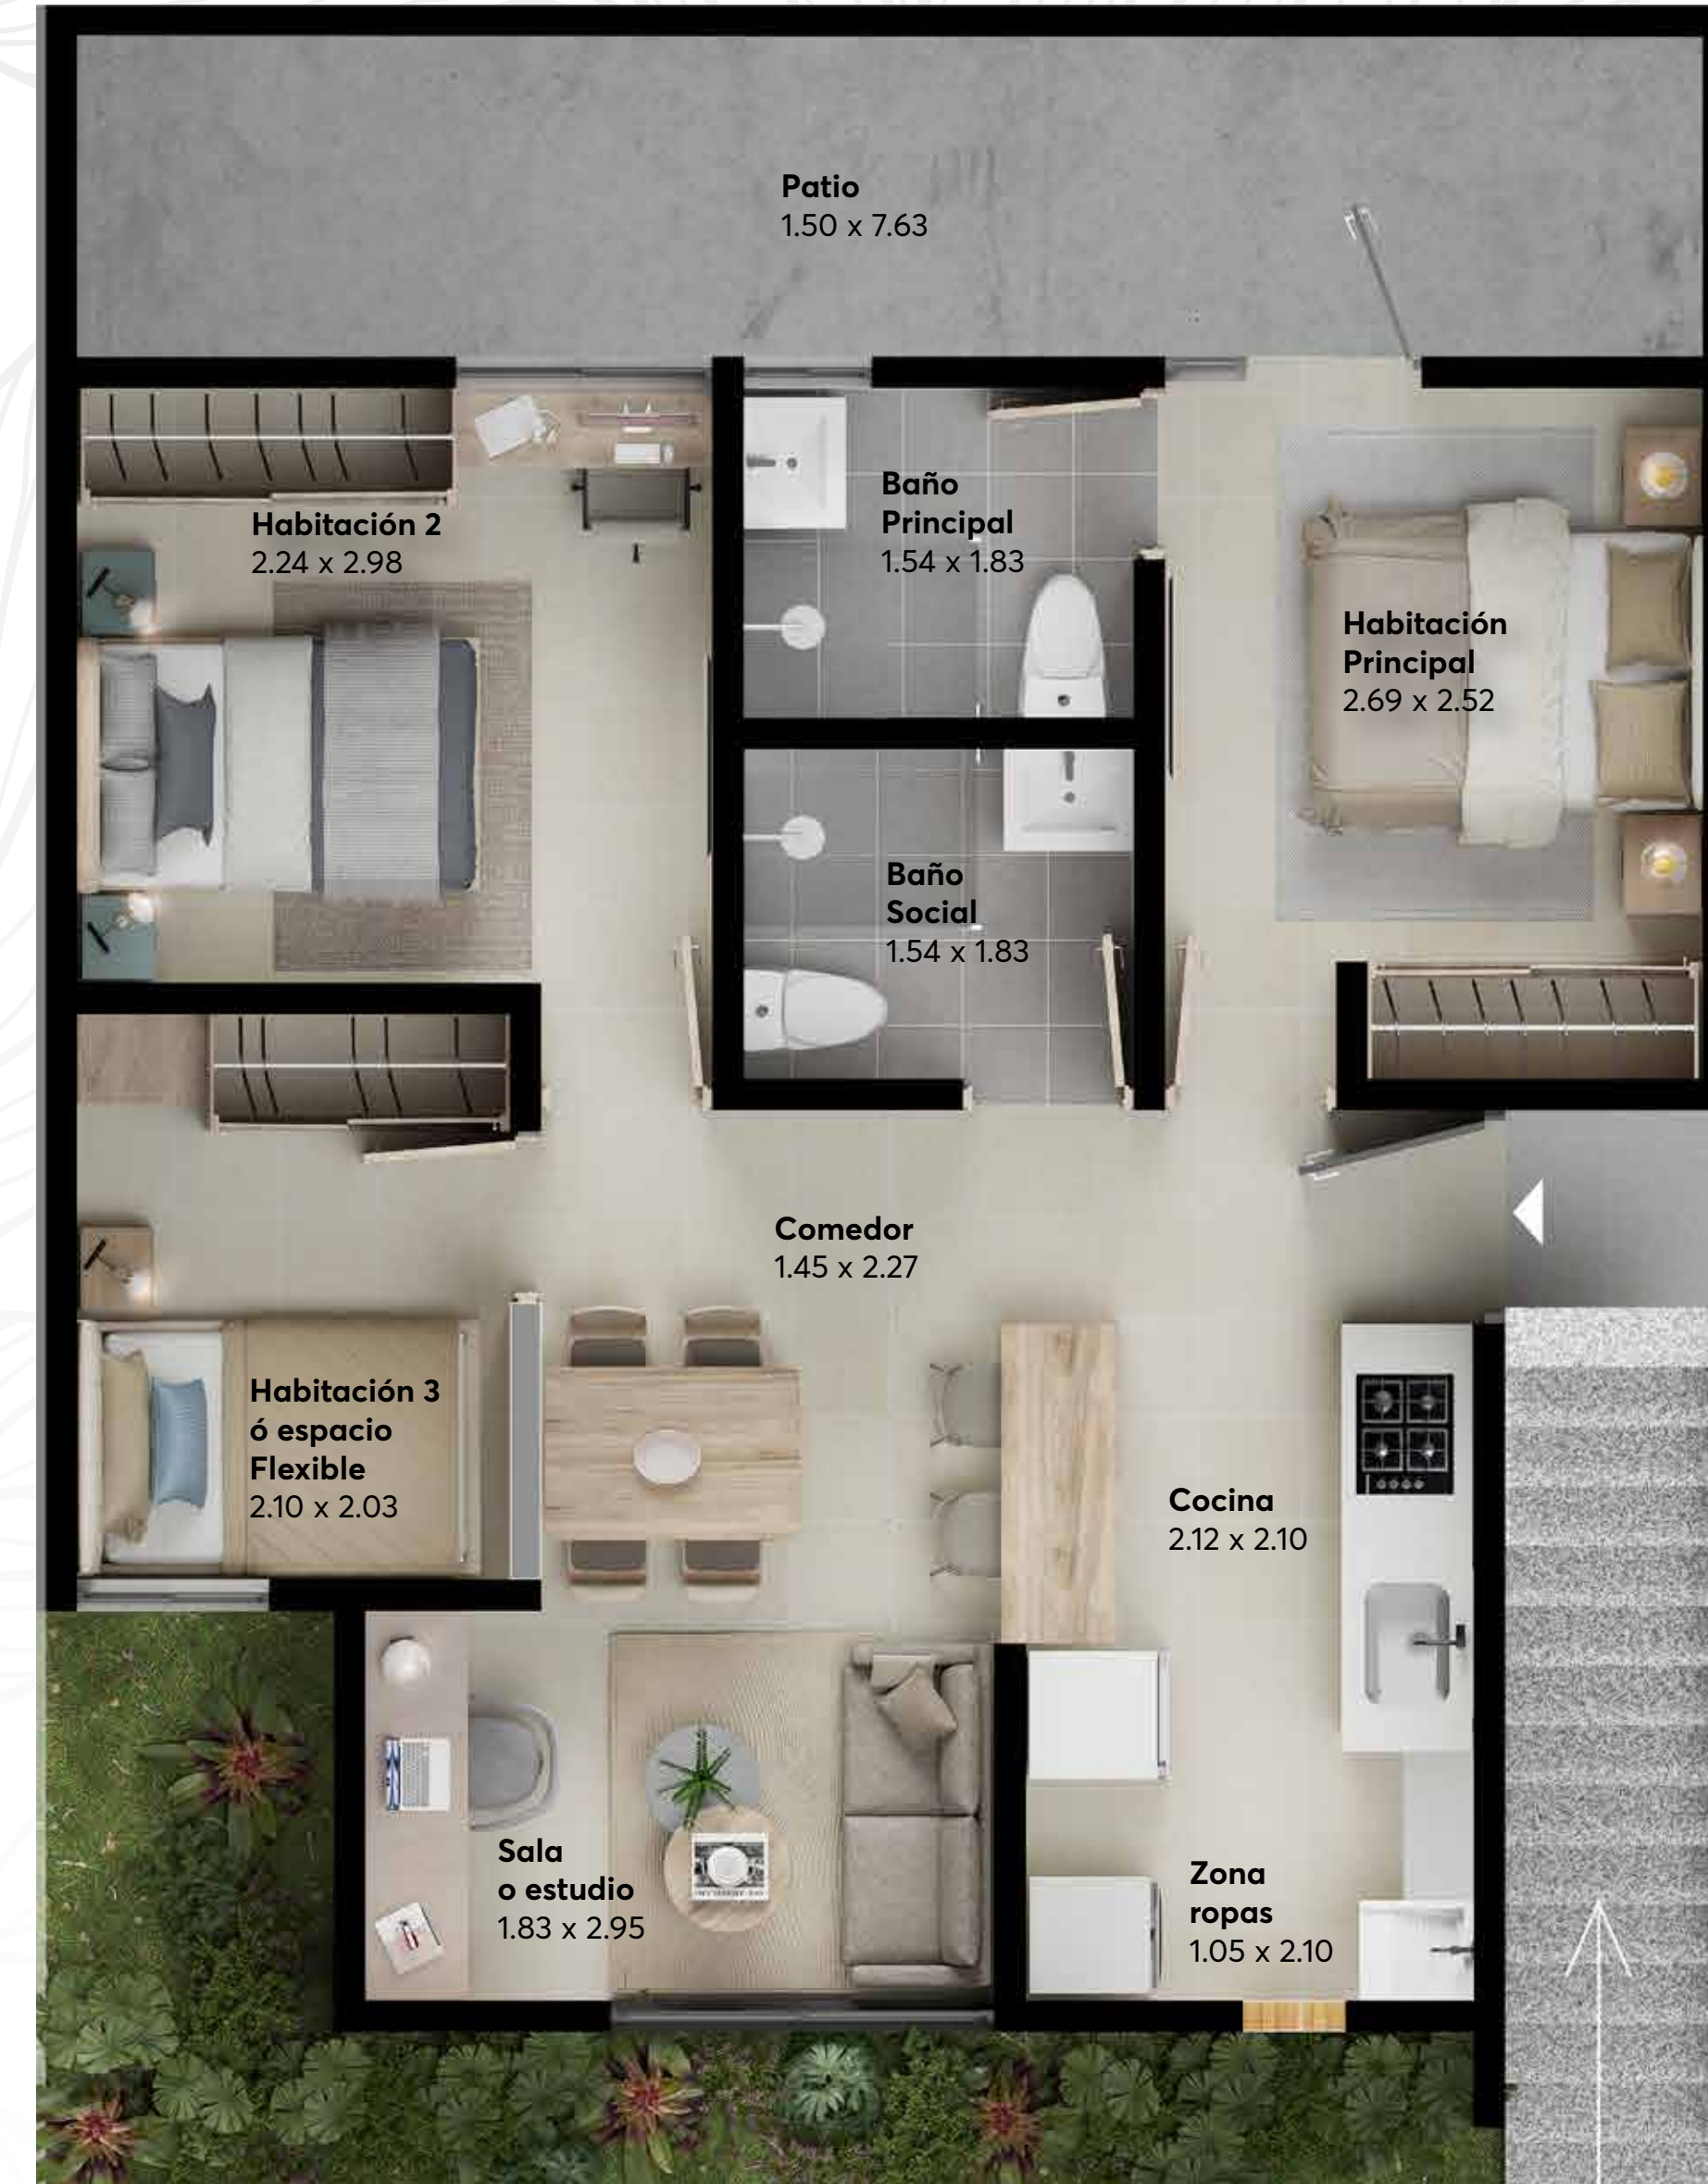 Patio
1.50 x 7.63
Habitación 2
2.24 x 2.98
Baño
Principal
1.54 x 1.83
Habitación
Principal
2.69 x 2.52
Baño
Social
1.54 x 1.83
Comedor
1.45 x 2.27
Habitación 3
ó espacio
Flexible
2.10 x 2.03
Cocina
2.12 x 2.10
Sala
o estudio
1.83 x 2.95
Zona
ropas
1.05 x 2.10